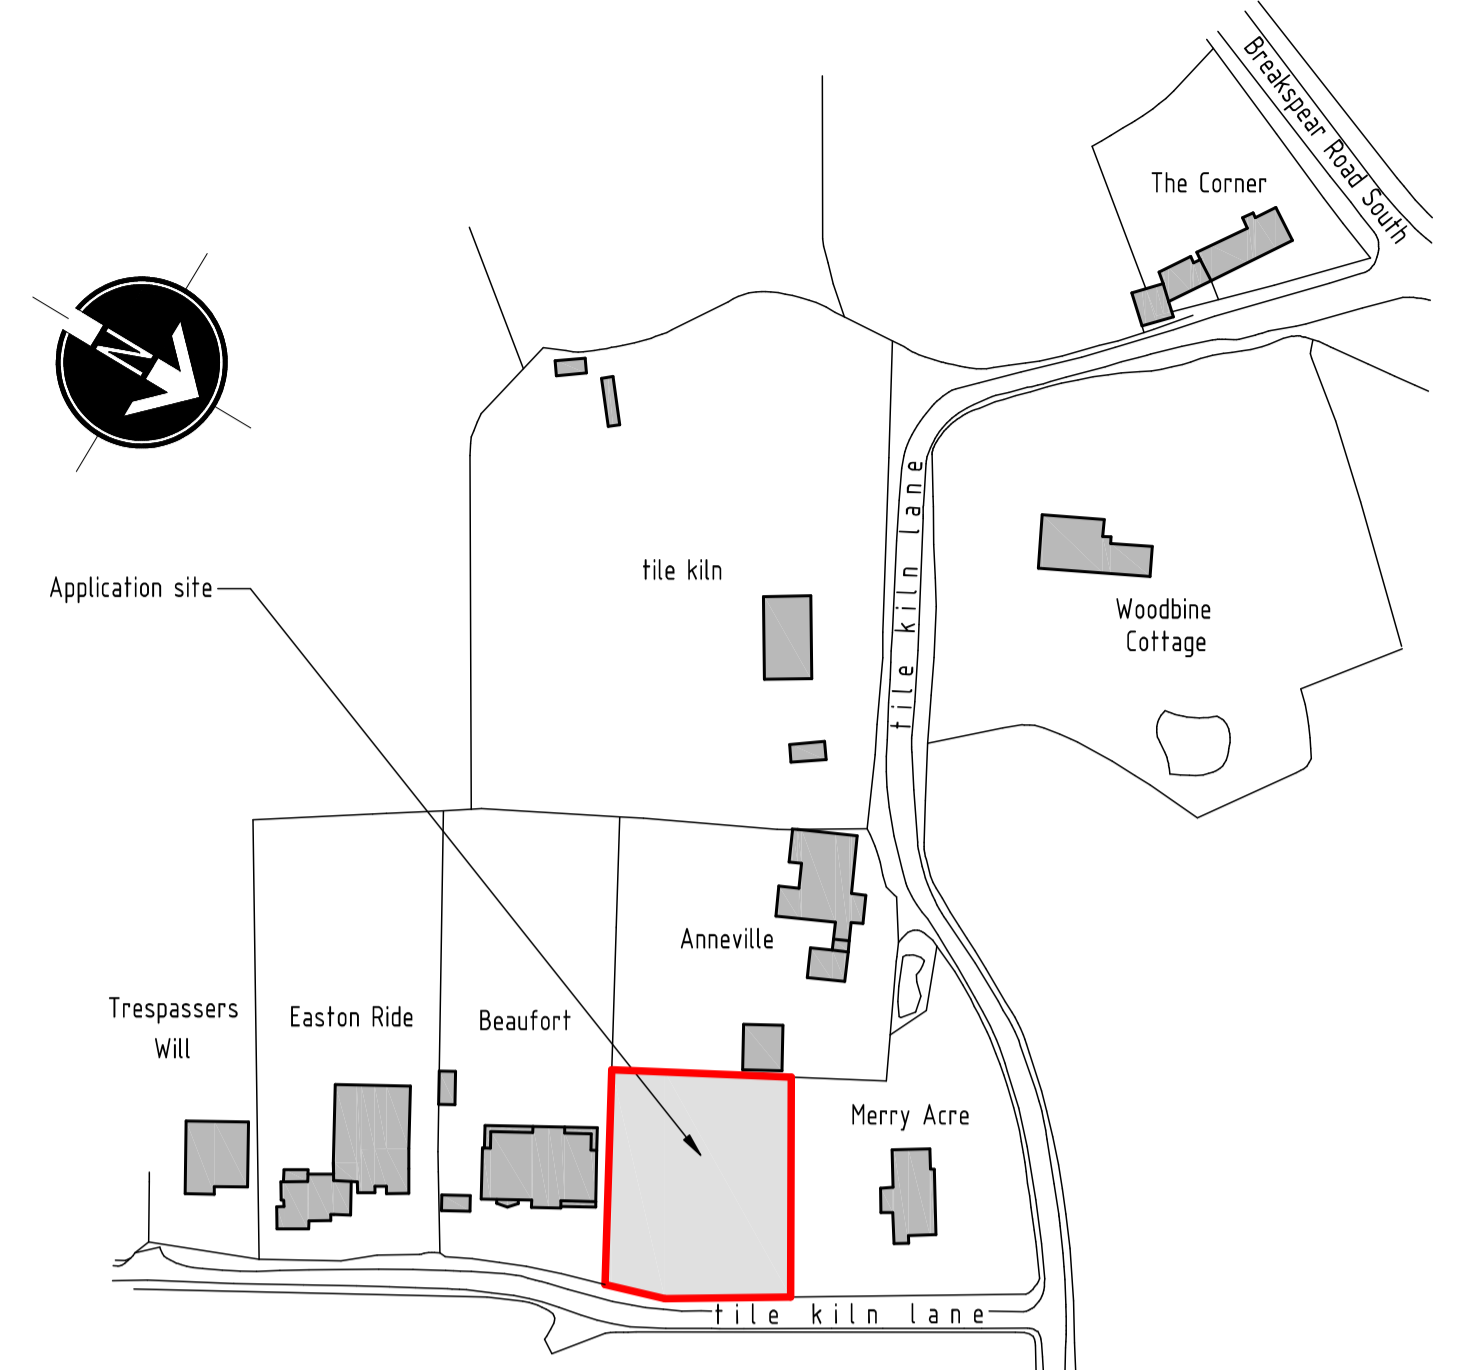 Breakspear Road South
The Corner
N
tile kiln lane
tile kiln
Application site
Woodbine
Cottage
Anneville
Trespassers
Will
Easton Ride
Beaufort
Merry Acre
tile kiln lane